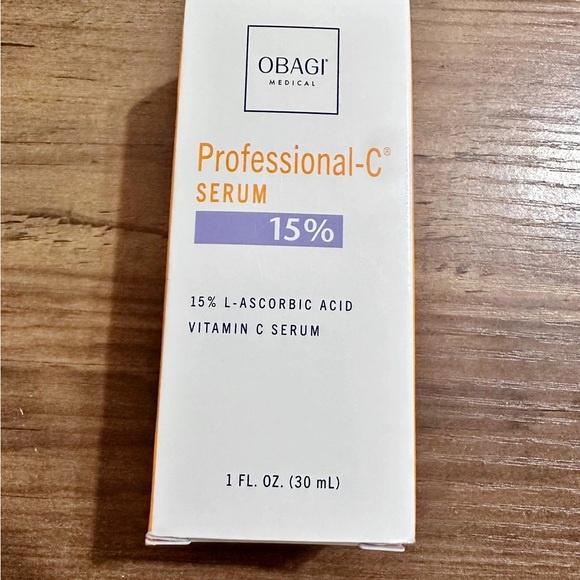 OBAGI
MEDICAL
Professional-C®
SERUM
15%
15% L-ASCORBIC ACID
VITAMIN C SERUM
1 FL. OZ. (30 mL)